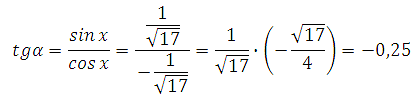 tgα = sin x / cos x = (1/√17) / (−1/√17) = 1/√17 · (−√17/4) = −0,25